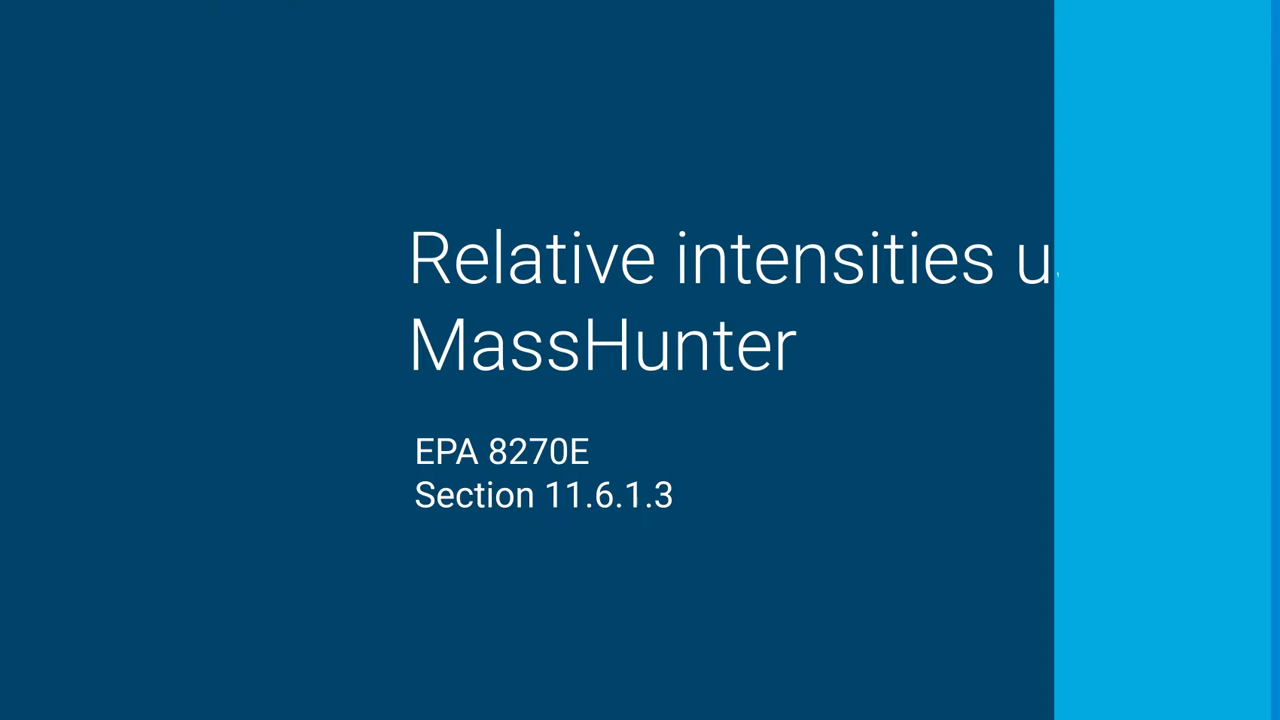 Relative intensities
MassHunter
EPA 8270E
Section 11.6.1.3